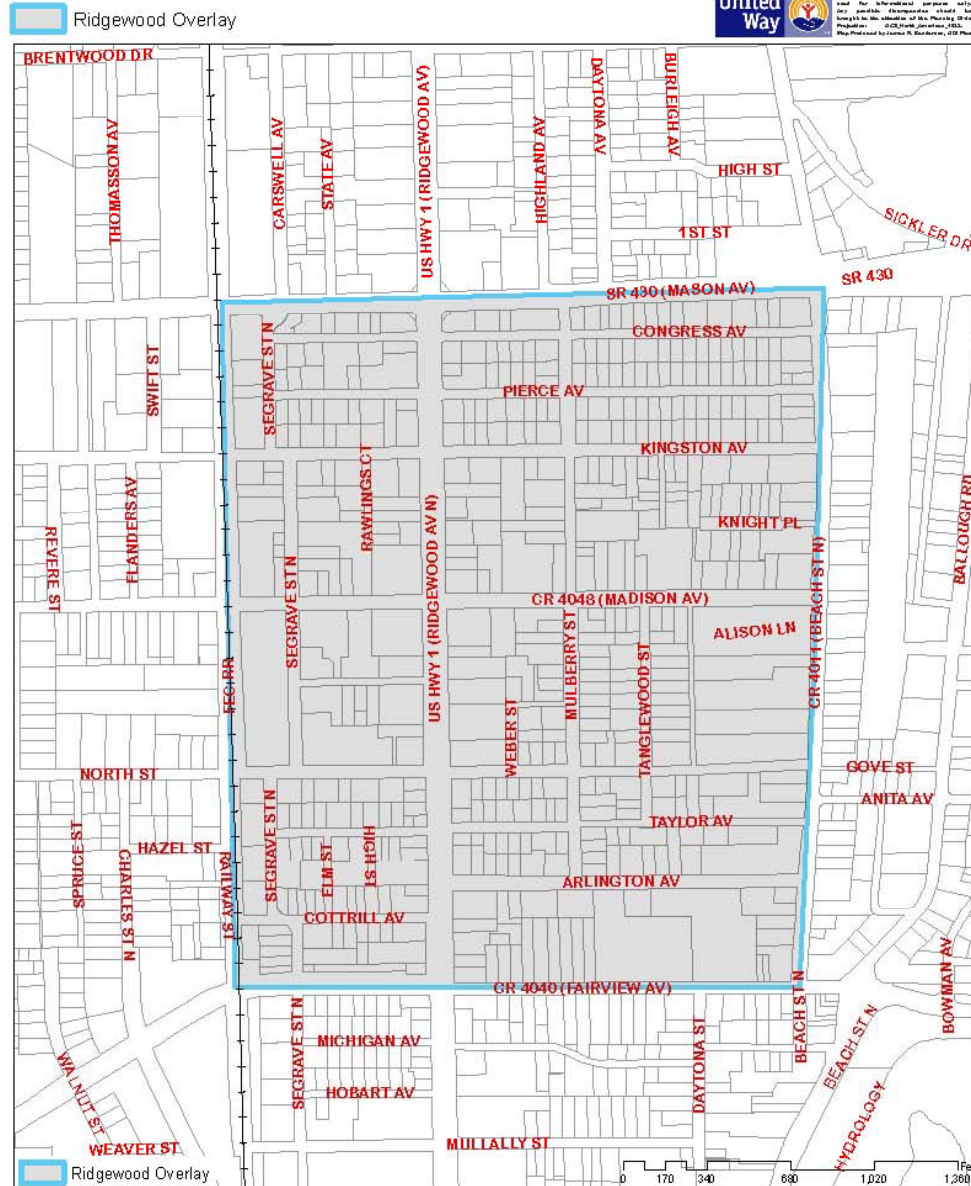 Ridgewood Overlay
United
Way
used for informational purposes only.
BRENTWOOD DR
THOMASSON AV
CARSWELL AV
STATE AV
US HWY 1 (RIDGEWOOD AV)
HIGHLAND AV
DAYTONA AV
BURLEIGH AV
HIGH ST
1ST ST
SICKLER DR
SR 430
SR 430 (MASON AV)
CONGRESS AV
SEGRAVE ST N
SWIFT ST
PIERCE AV
KINGSTON AV
RAWLINGS CT
KNIGHT PL
REVERE ST
FLANDERS AV
BALLOUGH RD
SEGRAVE ST N
US HWY 1 (RIDGEWOOD AV N)
CR 4048 (MADISON AV)
ALISON LN
CR 4011 (BEACH ST N)
MULBERRY ST
TANGLEWOOD ST
WEBER ST
FEC RR
NORTH ST
GOVE ST
ANITA AV
SPRUCE ST
CHARLES ST N
HAZEL ST
RAILWAY ST
SEGRAVE ST N
ELM ST
HIGH ST
TAYLOR AV
ARLINGTON AV
COTTRILL AV
BOWMAN AV
CR 4040 (FAIRVIEW AV)
BEACH ST N
SEGRAVE ST N
MICHIGAN AV
HOBART AV
DAYTONA ST
BEACH ST N
HYDROLOGY
WALNUT ST
WEAVER ST
MULLALLY ST
Ridgewood Overlay
0 170 340 680 1,020 1,360